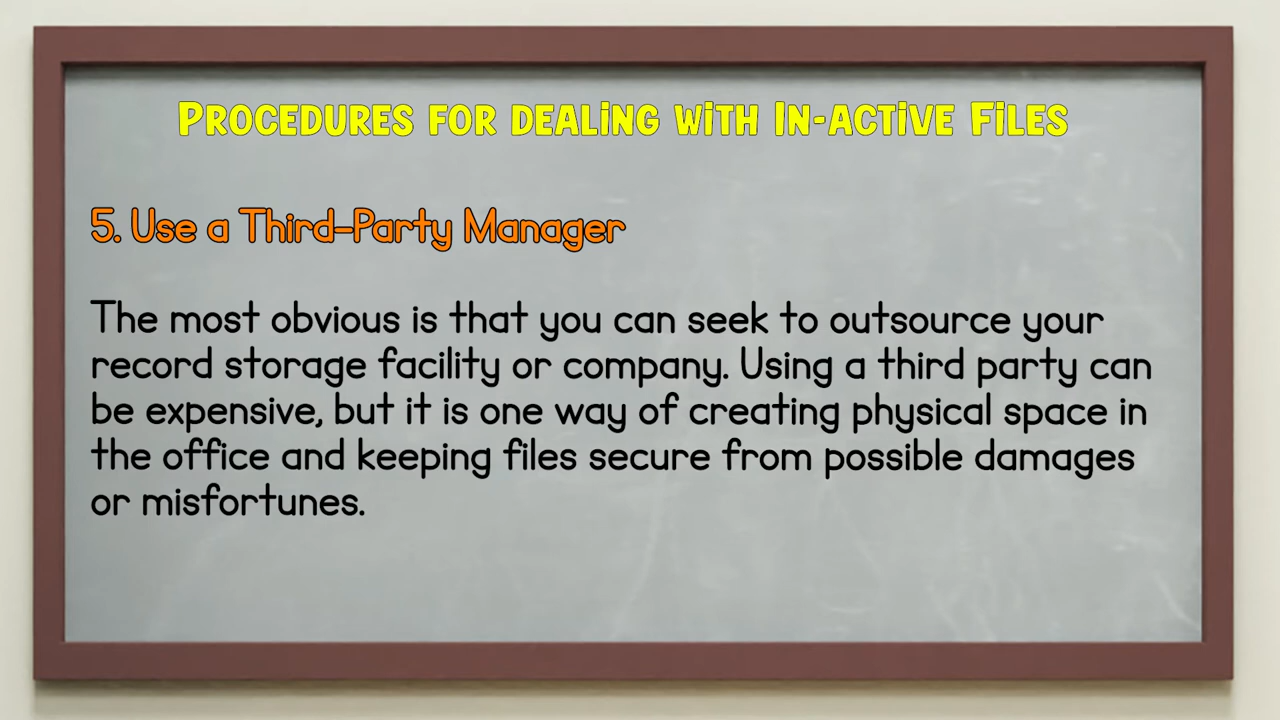 Procedures for dealing with In-active Files
5. Use a Third-Party Manager
The most obvious is that you can seek to outsource your
record storage facility or company. Using a third party can
be expensive, but it is one way of creating physical space in
the office and keeping files secure from possible damages
or misfortunes.